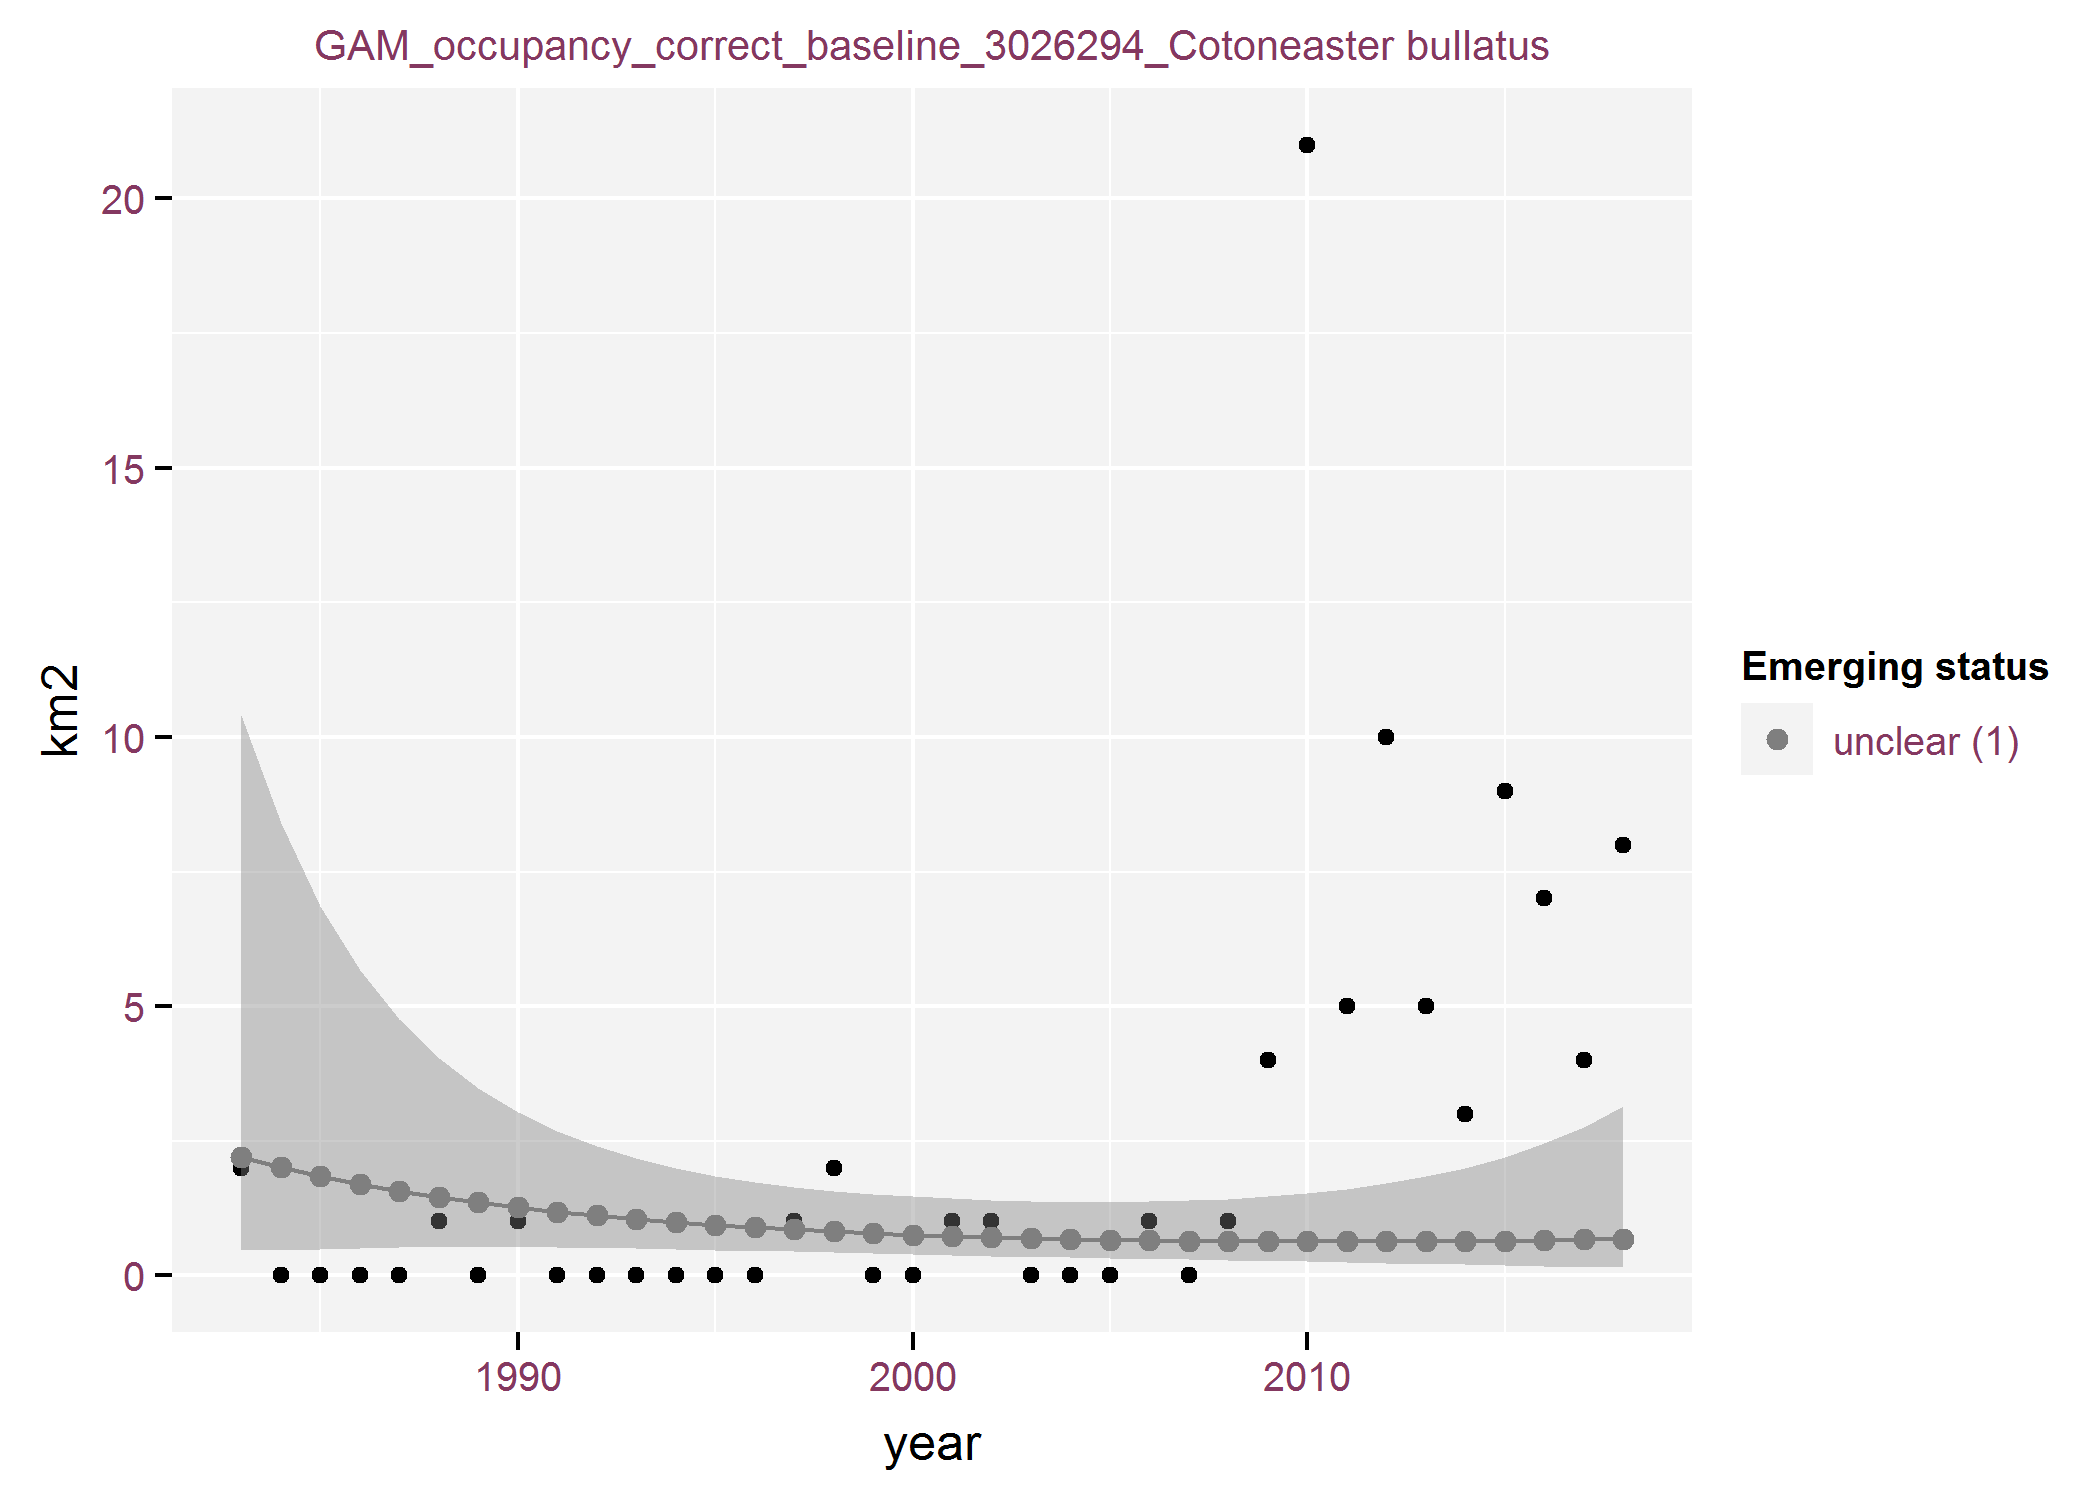 GAM_occupancy_correct_baseline_3026294_Cotoneaster bullatus
20
15
10
5
0
km2
1990 2000 2010
year
Emerging status
unclear (1)